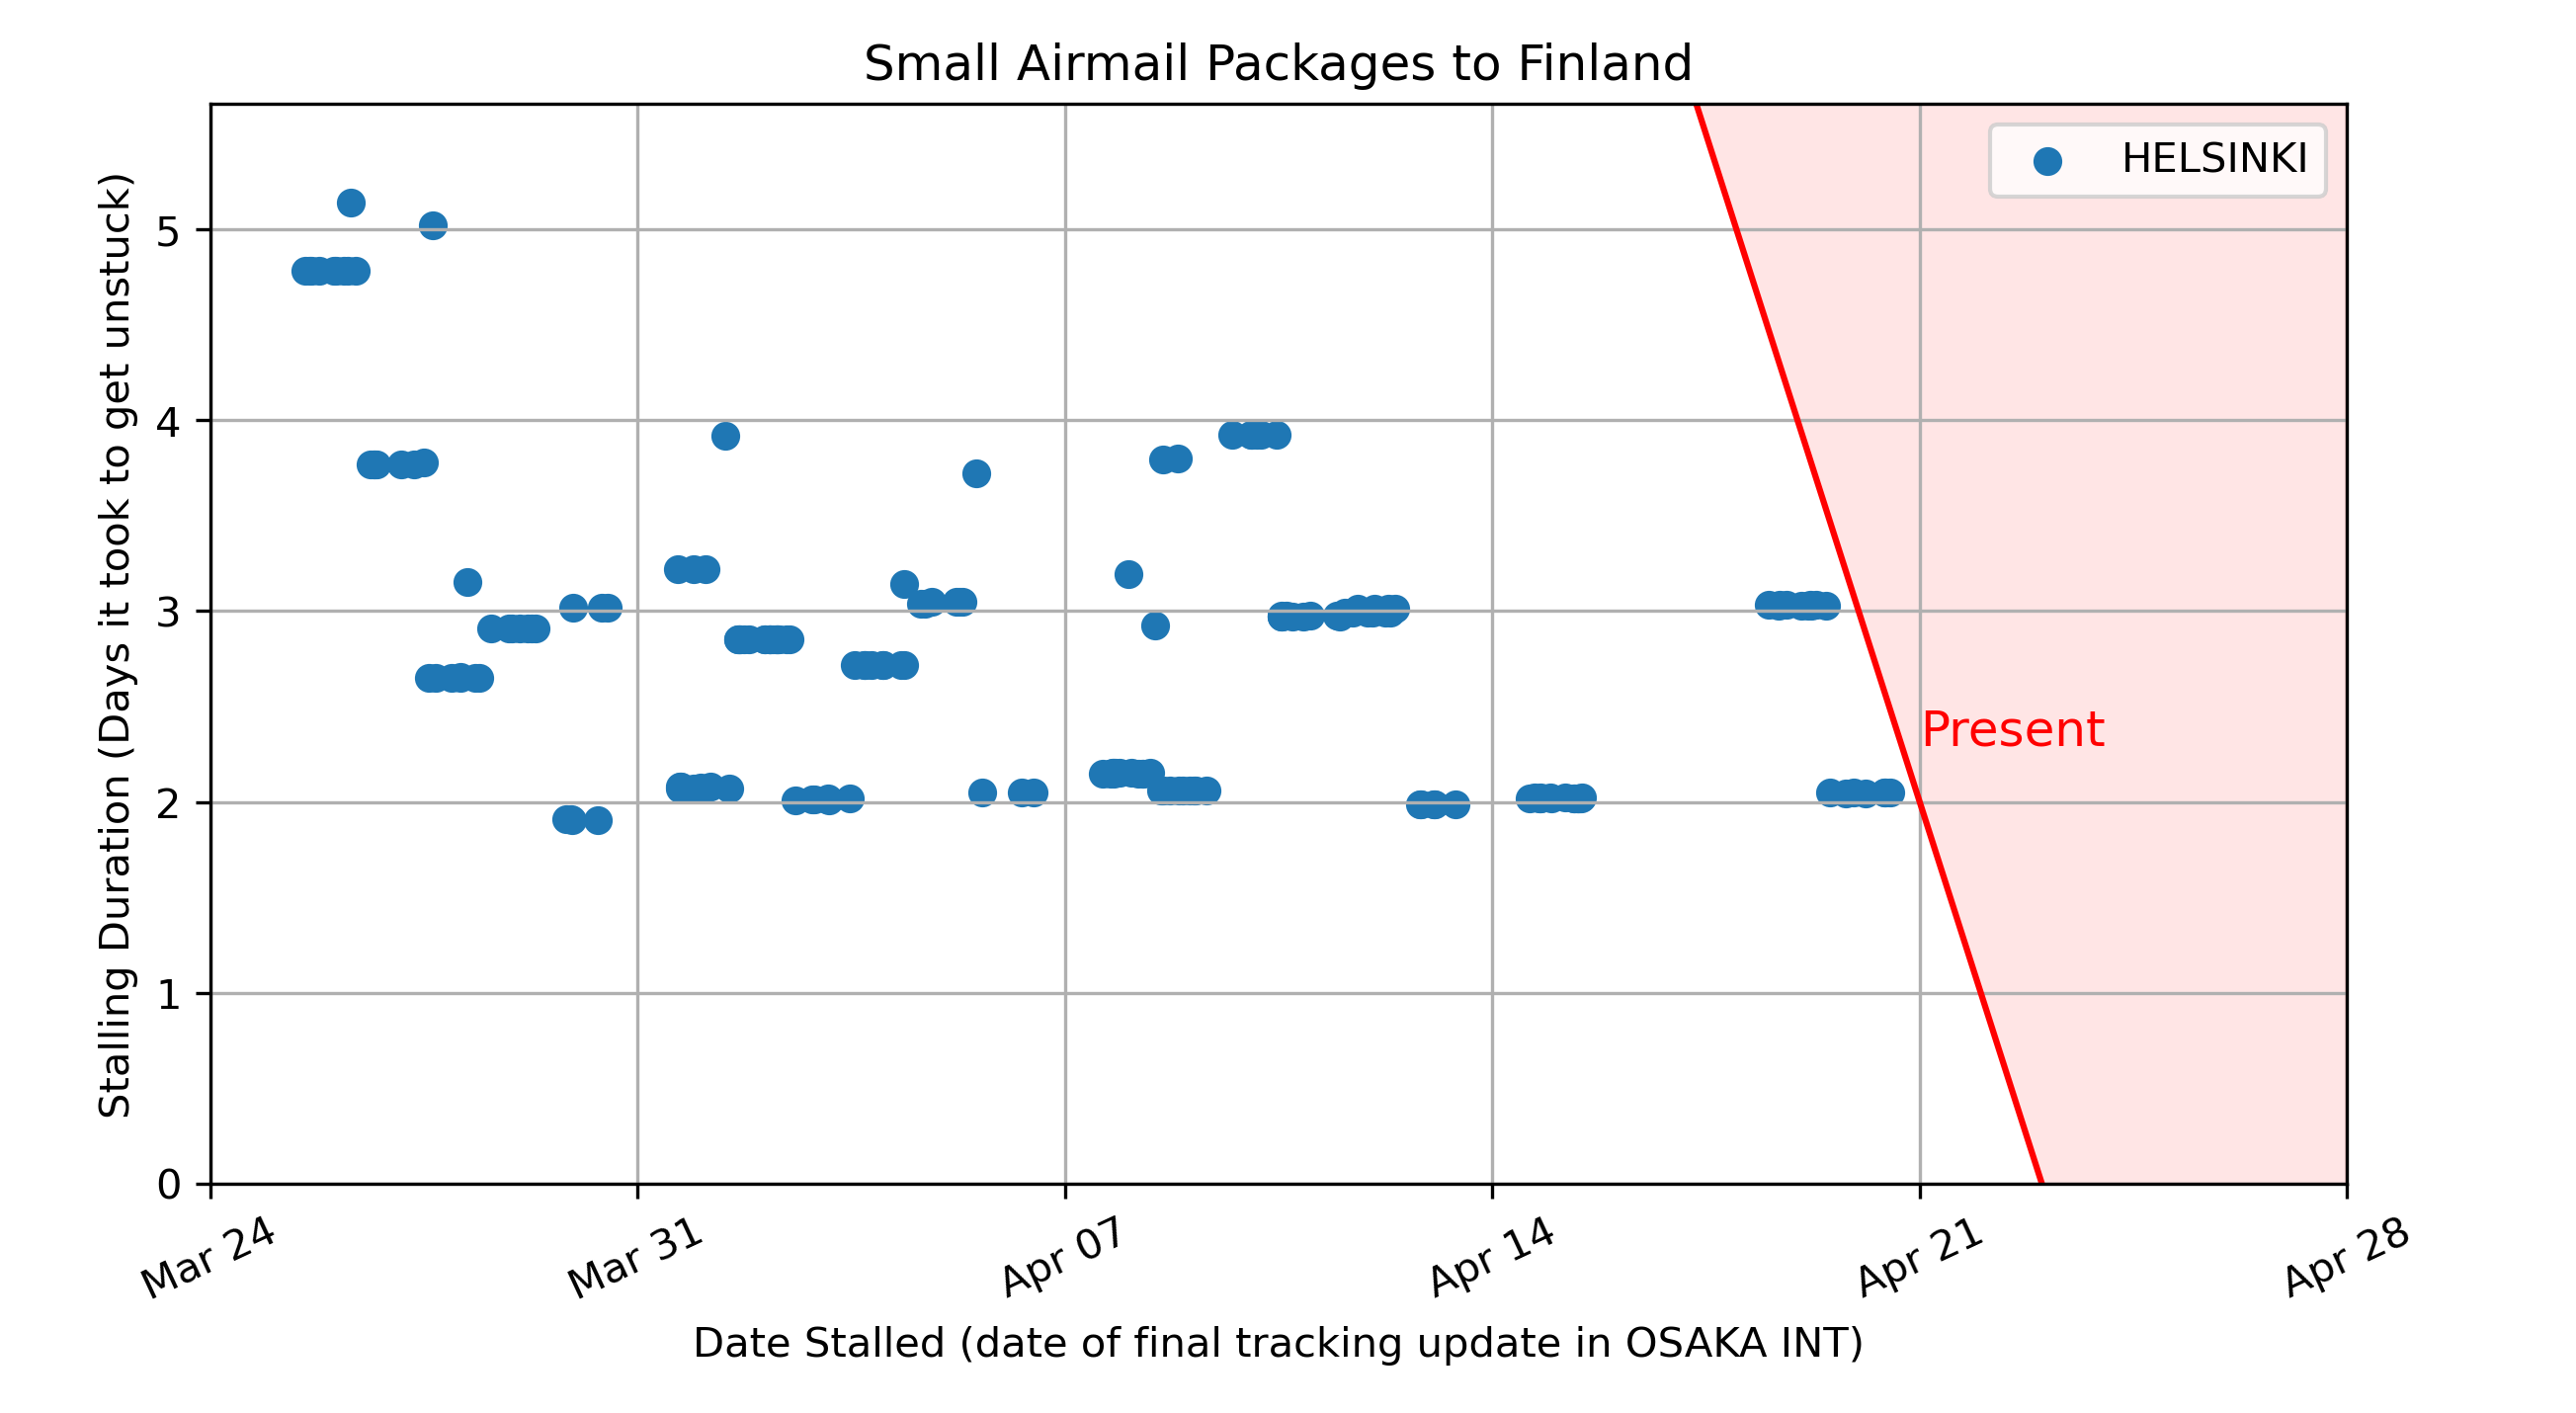 Small Airmail Packages to Finland
HELSINKI
Stalling Duration (Days it took to get unstuck)
5
4
3
2
1
0
Present
Mar 24
Mar 31
Apr 07
Apr 14
Apr 21
Apr 28
Date Stalled (date of final tracking update in OSAKA INT)